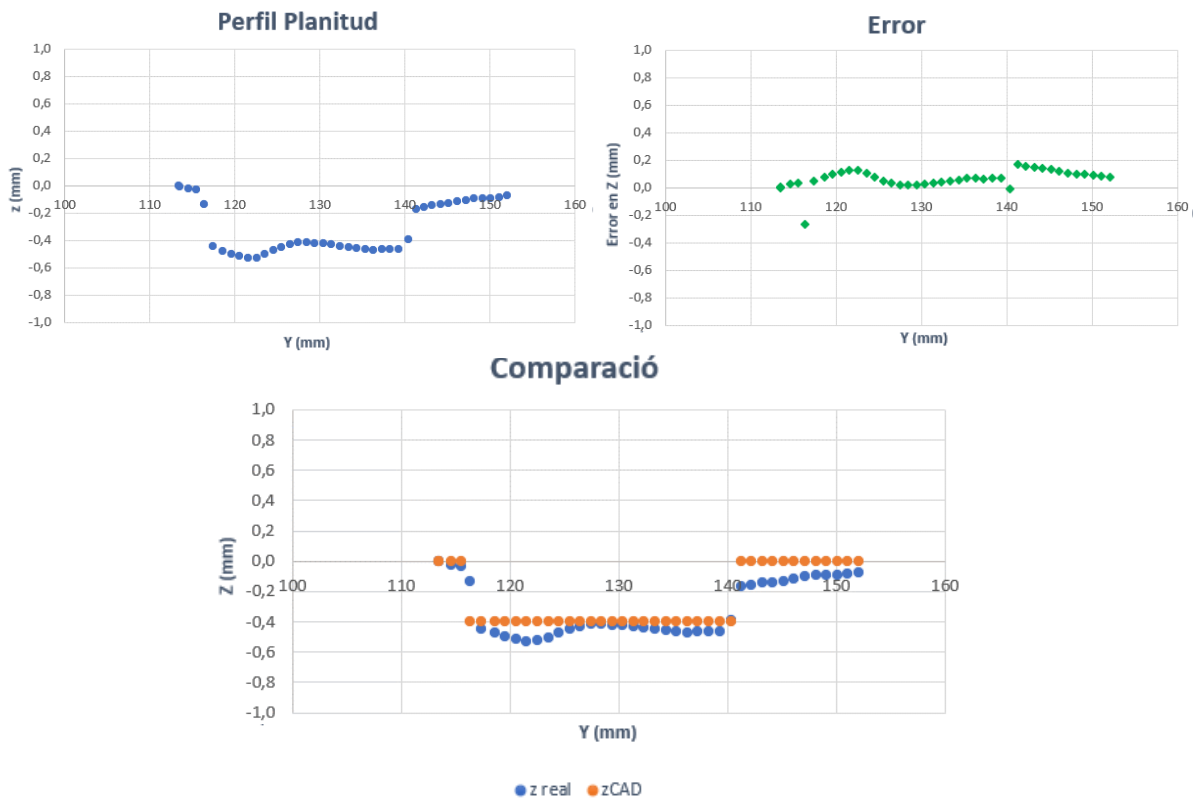 Perfil Planitud
1,0
0,8
0,6
0,4
0,2
0,0
-0,2
-0,4
-0,6
-0,8
-1,0
100 110 120 130 140 150 160
z (mm)
Y (mm)
Error
1,0
0,8
0,6
0,4
0,2
0,0
-0,2
-0,4
-0,6
-0,8
-1,0
100 110 120 130 140 150 160
Error en Z (mm)
Y (mm)
Comparació
1,0
0,8
0,6
0,4
0,2
0,0
-0,2
-0,4
-0,6
-0,8
-1,0
100 110 120 130 140 150 160
Z (mm)
Y (mm)
z real zCAD